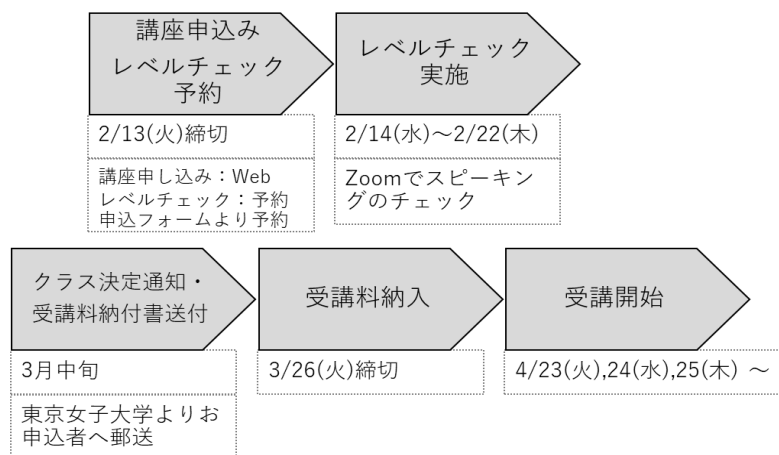 講座申込み
レベルチェック
予約
2/13(火)締切
講座申し込み：Web
レベルチェック：予約
申込フォームより予約
レベルチェック
実施
2/14(水)～2/22(木)
Zoomでスピーキン
グのチェック
クラス決定通知・
受講料納付書送付
3月中旬
東京女子大学よりお
申込者へ郵送
受講料納入
3/26(火)締切
受講開始
4/23(火),24(水),25(木) ～